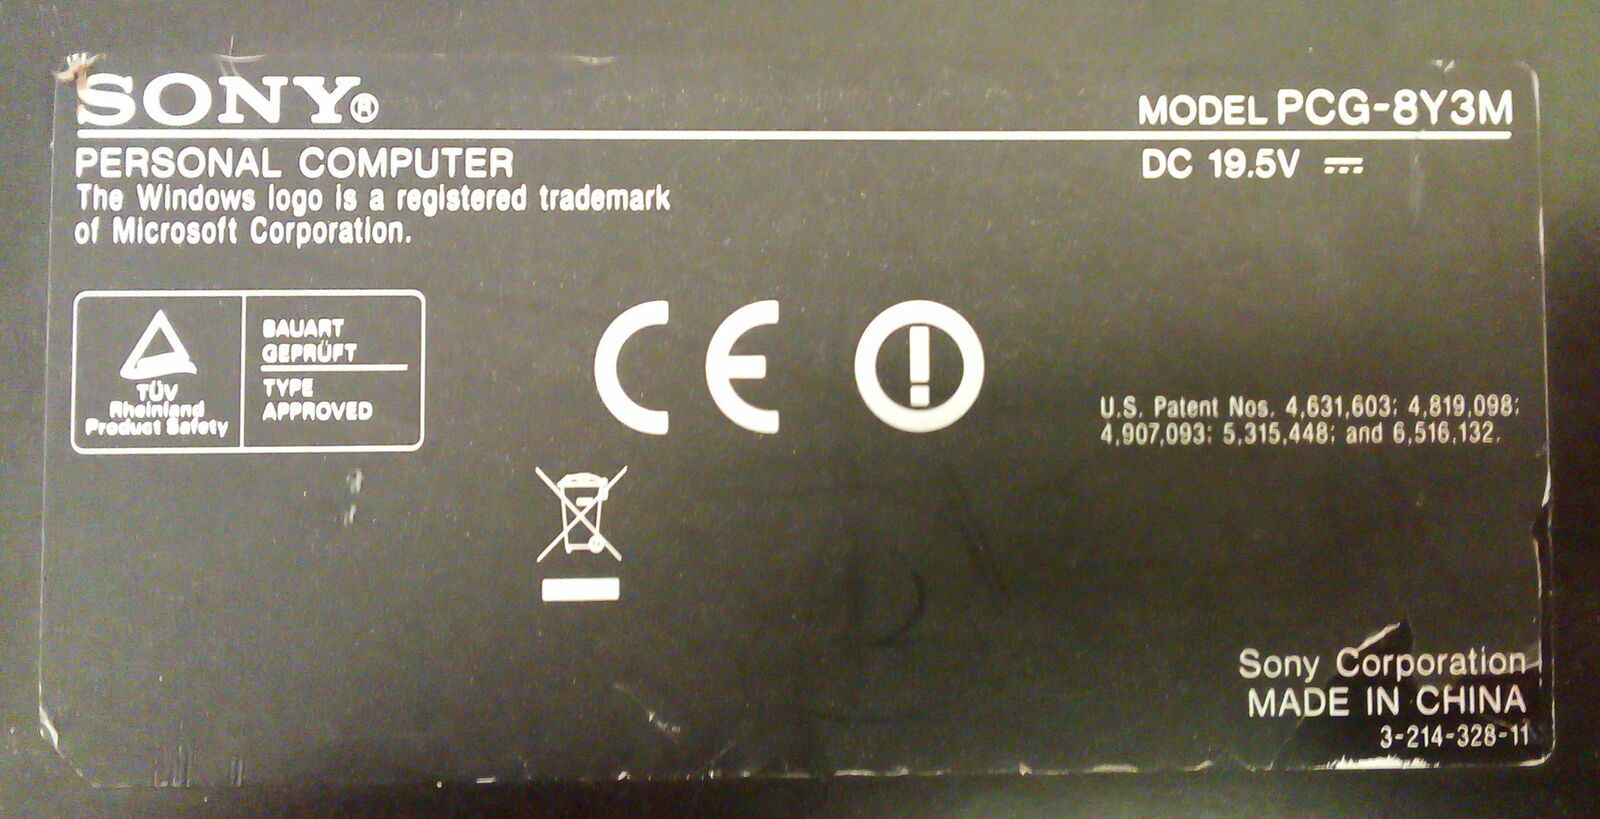 SONY®
MODEL PCG-8Y3M
PERSONAL COMPUTER
DC 19.5V ⎓
The Windows logo is a registered trademark
of Microsoft Corporation.
TÜV
Rheinland
Product Safety
BAUART
GEPRÜFT
TYPE
APPROVED
CE
U.S. Patent Nos. 4,631,603; 4,819,098;
4,907,093; 5,315,448; and 6,516,132.
Sony Corporation
MADE IN CHINA
3-214-328-11